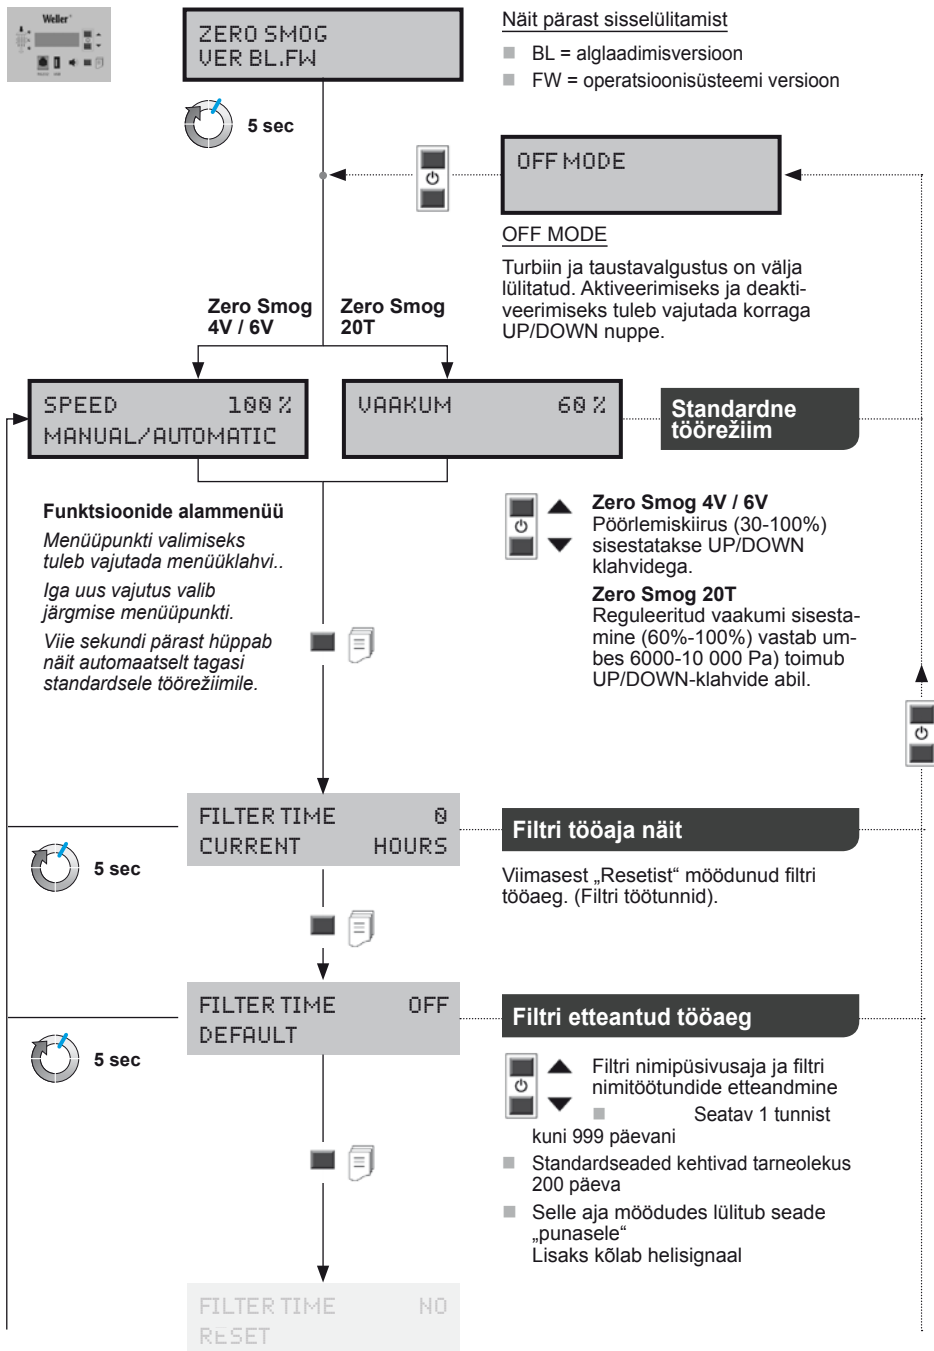 Weller
ZERO SMOG
VER BL.FW
Näit pärast sisselülitamist
BL = alglaadimisversioon
FW = operatsioonisüsteemi versioon
5 sec
OFF MODE
OFF MODE
Turbiin ja taustavalgustus on välja
lülitatud. Aktiveerimiseks ja deakti-
veerimiseks tuleb vajutada korraga
UP/DOWN nuppe.
Zero Smog
4V / 6V
Zero Smog
20T
SPEED 100 %
MANUAL/AUTOMATIC
VAAKUM 60 %
Standardne
töörežiim
Funktsioonide alammenüü
Menüüpunkti valimiseks
tuleb vajutada menüüklahvi..
Iga uus vajutus valib
järgmise menüüpunkti.
Viie sekundi pärast hüppab
näit automaatselt tagasi
standardsele töörežiimile.
Zero Smog 4V / 6V
Pöörlemiskiirus (30-100%)
sisestatakse UP/DOWN
klahvidega.
Zero Smog 20T
Reguleeritud vaakumi sisesta-
mine (60%-100%) vastab um-
bes 6000-10 000 Pa) toimub
UP/DOWN-klahvide abil.
FILTER TIME 0
CURRENT HOURS
Filtri tööaja näit
5 sec
Viimasest „Resetist“ möödunud filtri
tööaeg. (Filtri töötunnid).
FILTER TIME OFF
DEFAULT
Filtri etteantud tööaeg
5 sec
Filtri nimipüsivusaja ja filtri
nimitöötundide etteandmine
Seatav 1 tunnist
kuni 999 päevani
Standardseaded kehtivad tarneolekus
200 päeva
Selle aja möödudes lülitub seade
„punasele“
Lisaks kõlab helisignaal
FILTER TIME NO
RESET